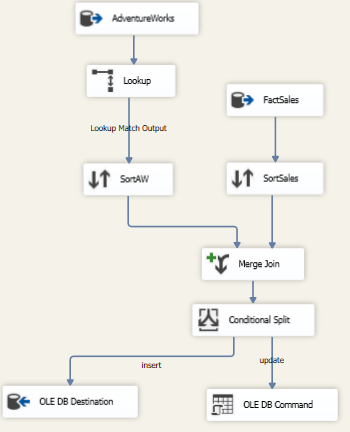 AdventureWorks
Lookup
FactSales
Lookup Match Output
SortAW
SortSales
Merge Join
Conditional Split
insert
update
OLE DB Destination
OLE DB Command